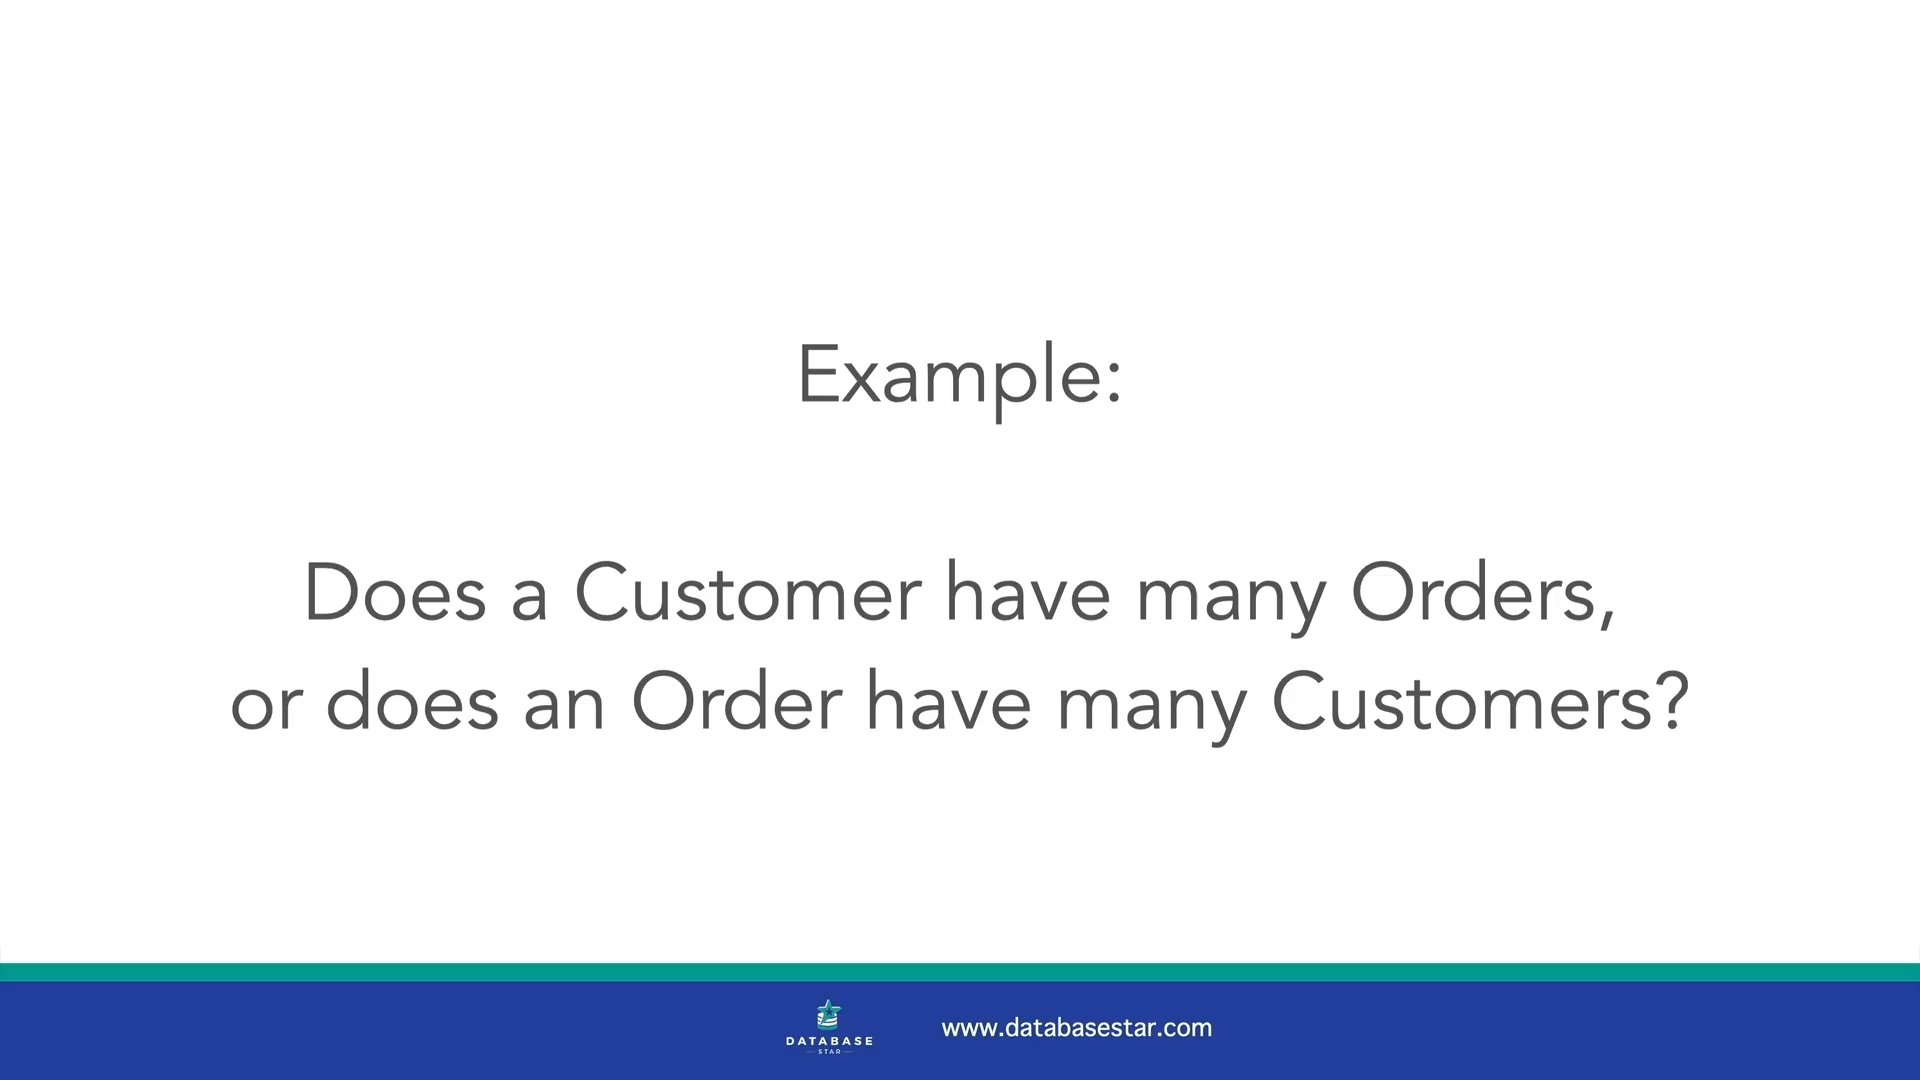 Example:
Does a Customer have many Orders,
or does an Order have many Customers?
DATABASE
STAR
www.databasestar.com